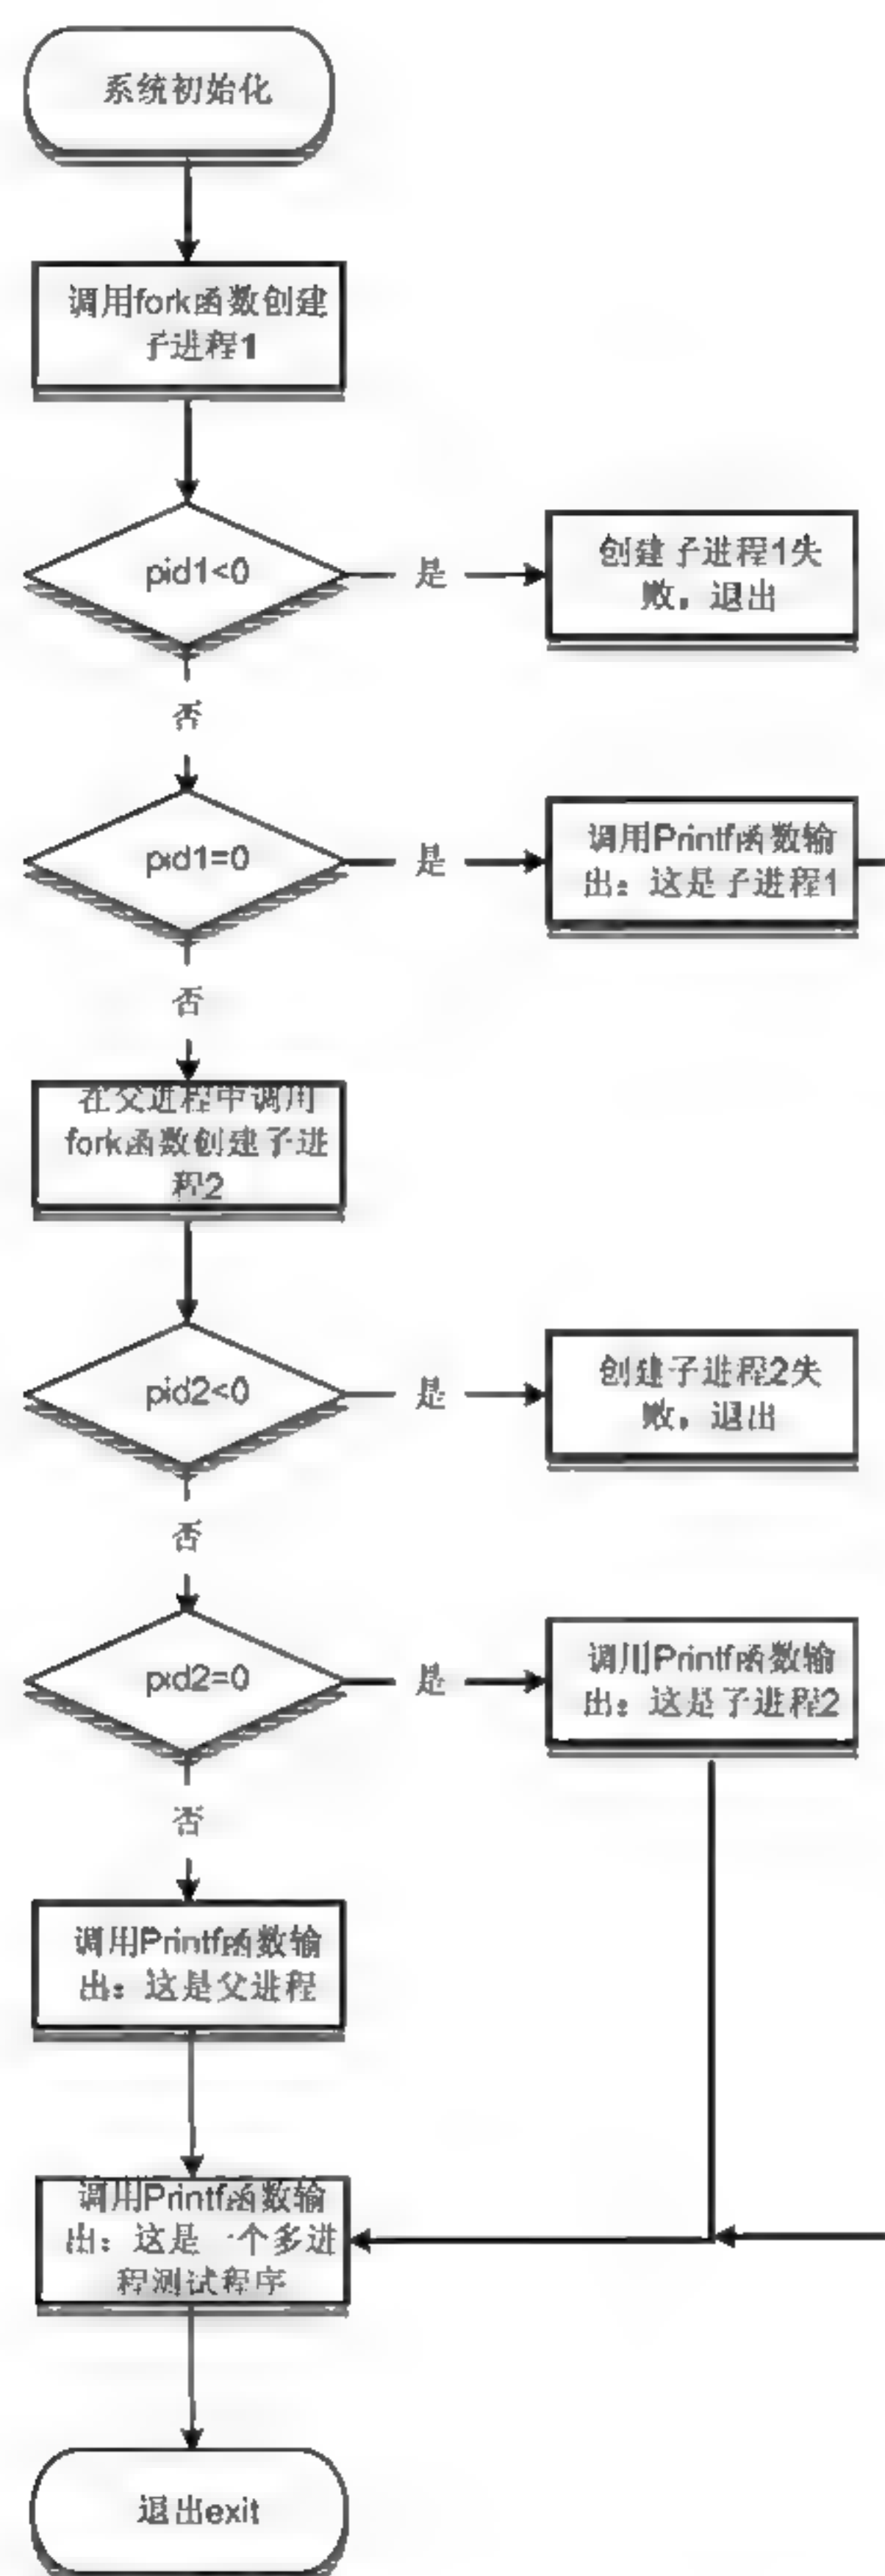 系统初始化
调用fork函数创建
子进程1
pid1<0
是
创建子进程1失
败，退出
否
pid1=0
是
调用Printf函数输
出：这是子进程1
否
在父进程中调用
fork函数创建子进
程2
pid2<0
是
创建子进程2失
败，退出
否
pid2=0
是
调用Printf函数输
出：这是子进程2
否
调用Printf函数输
出：这是父进程
调用Printf函数输
出：这是一个多进
程测试程序
退出exit